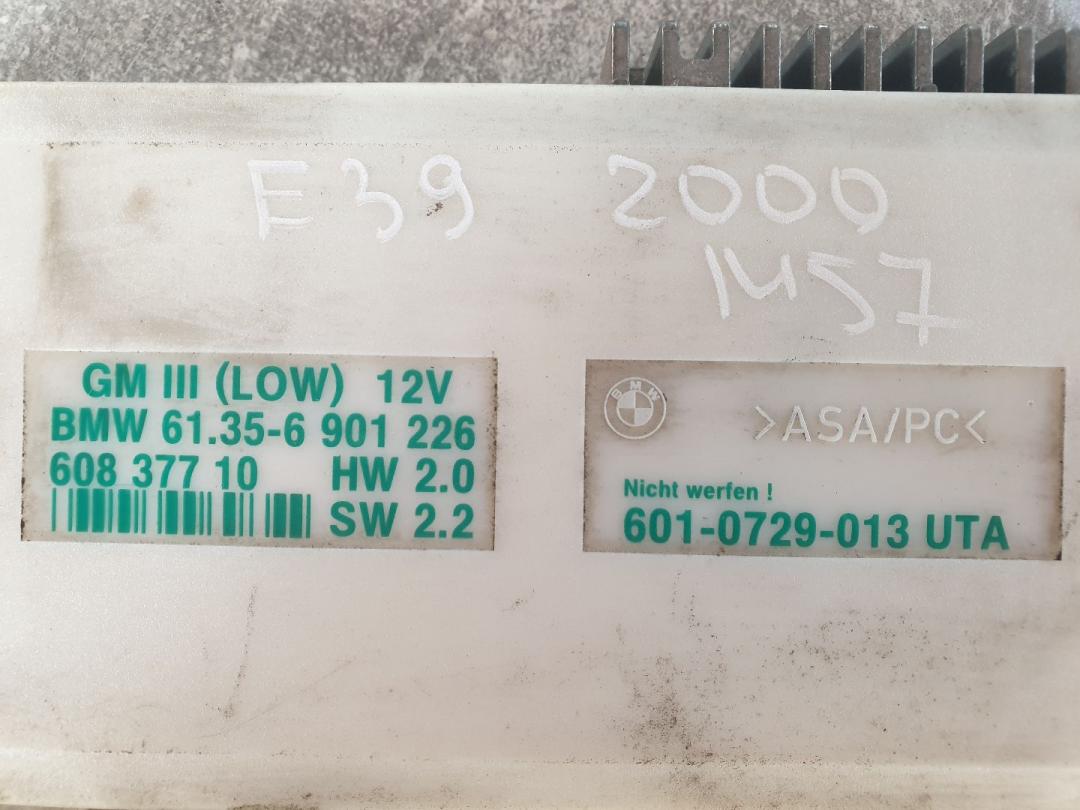 E39 2000
1457
GM III (LOW) 12V
BMW 61.35-6 901 226
608 377 10 HW 2.0
SW 2.2
BMW
>ASA/PC<
Nicht werfen !
601-0729-013 UTA